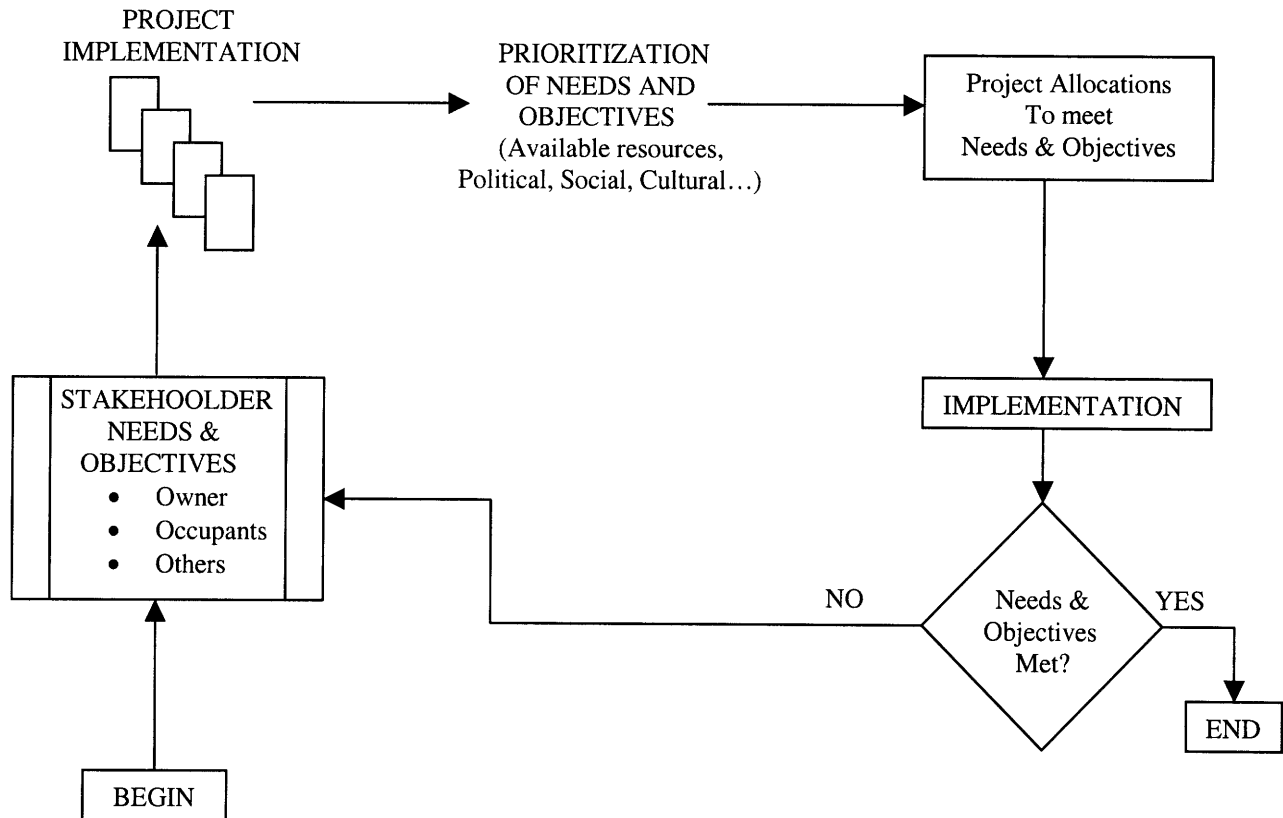 PROJECT
IMPLEMENTATION
PRIORITIZATION
OF NEEDS AND
OBJECTIVES
(Available resources,
Political, Social, Cultural…)
Project Allocations
To meet
Needs & Objectives
STAKEHOOLDER
NEEDS &
OBJECTIVES
• Owner
• Occupants
• Others
IMPLEMENTATION
NO
Needs &
Objectives
Met?
YES
END
BEGIN